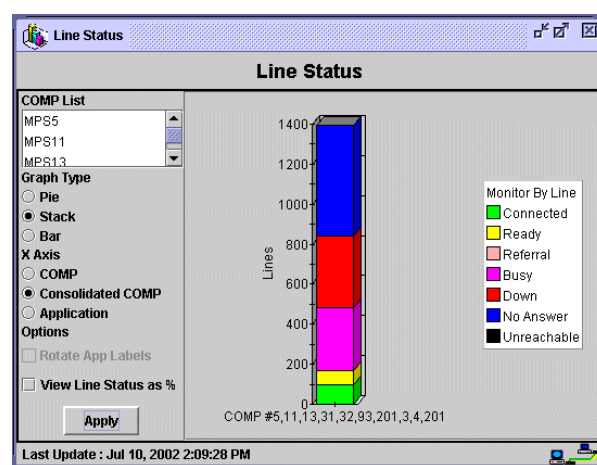 Line Status
Line Status
COMP List
MPS5
MPS11
MPS13
Graph Type
Pie
Stack
Bar
X Axis
COMP
Consolidated COMP
Application
Options
Rotate App Labels
View Line Status as %
Apply
Lines
1400
1200
1000
800
600
400
200
0
COMP #5,11,13,31,32,93,201,3,4,201
Monitor By Line
Connected
Ready
Referral
Busy
Down
No Answer
Unreachable
Last Update : Jul 10, 2002 2:09:28 PM